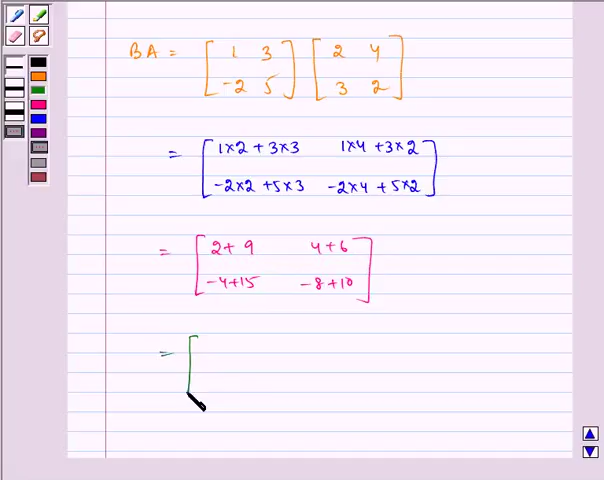 BA = [ 1 3 ] [ 2 4 ]
[ -2 5 ] [ 3 2 ]
= [ 1×2 + 3×3 1×4 + 3×2 ]
[ -2×2 + 5×3 -2×4 + 5×2 ]
= [ 2 + 9 4 + 6 ]
[ -4 + 15 -8 + 10 ]
= [